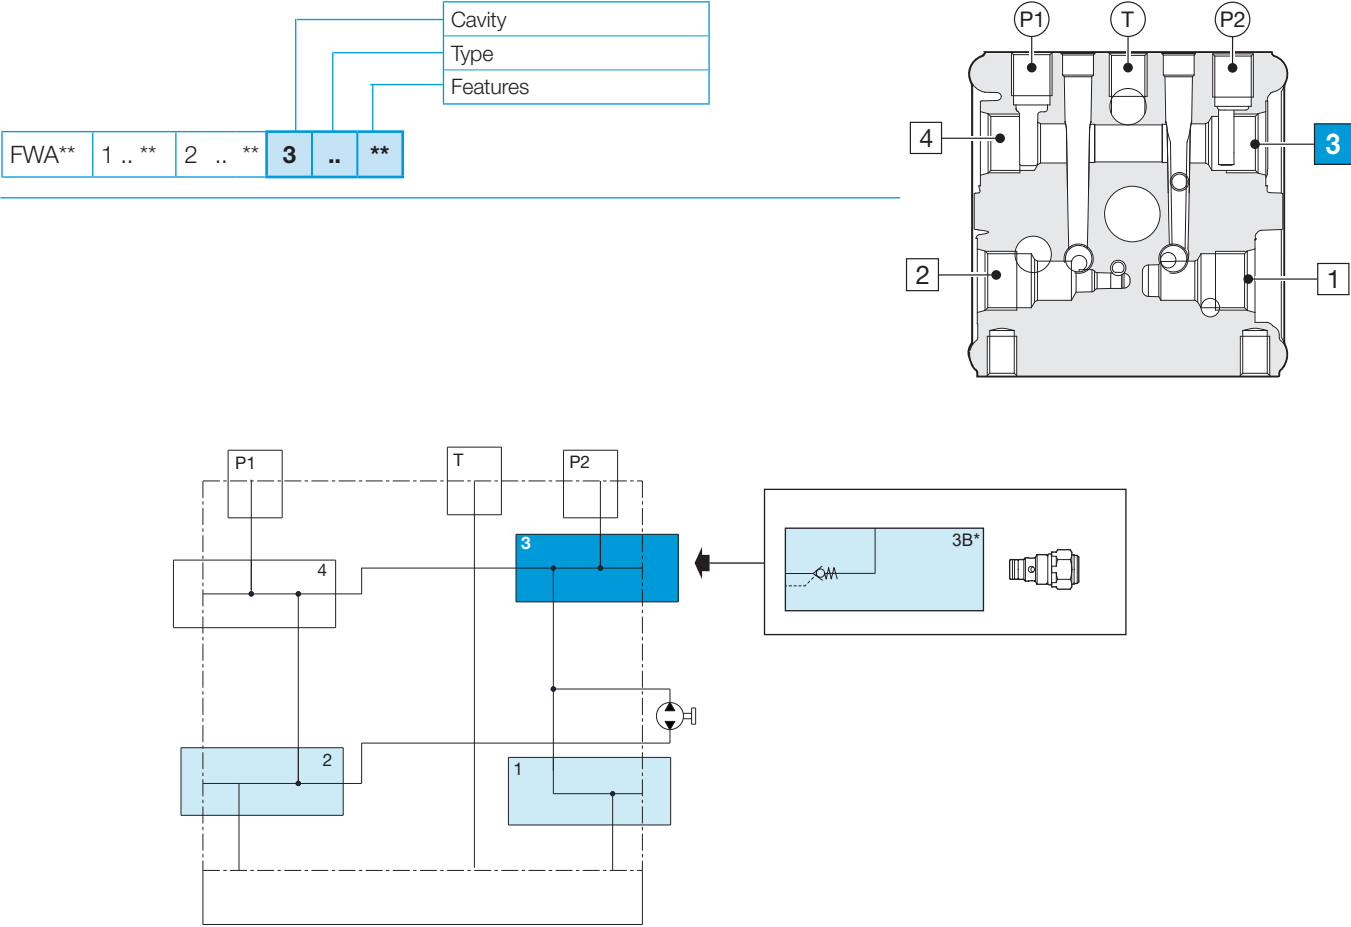 Cavity
Type
Features
FWA** 1 .. ** 2 .. ** 3 .. **
P1 T P2
4 3
2 1
P1 T P2
3
3B*
4
2
1